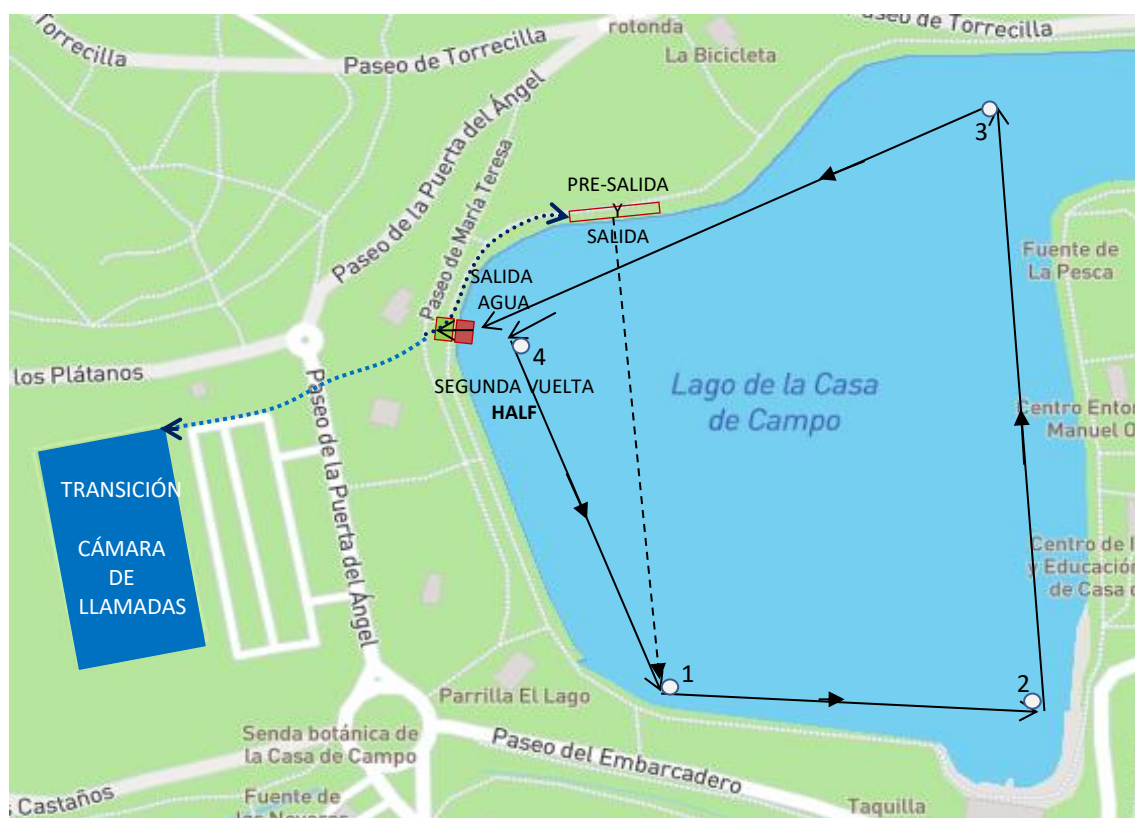 Torrecilla
Paseo de Torrecilla
rotonda
La Bicicleta
Paseo de Torrecilla
Paseo de la Puerta del Ángel
Paseo de María Teresa
PRE-SALIDA
SALIDA
3
SALIDA
AGUA
Fuente de
La Pesca
los Plátanos
4
SEGUNDA VUELTA
HALF
Lago de la Casa
de Campo
Centro
Manuel
Paseo de la Puerta del Ángel
TRANSICIÓN
CÁMARA
DE
LLAMADAS
Centro de
y Educación
de Casa
1
2
Parrilla El Lago
Senda botánica de
la Casa de Campo
Paseo del Embarcadero
Castaños
Fuente de
Taquilla